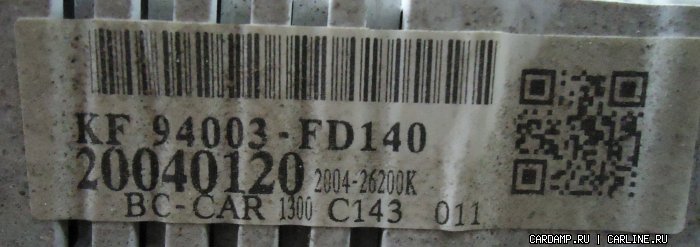 KF 94003-FD140
20040120 2004-26200K
BC-CAR 1300 C143 011
CARDAMP.RU | CARLINE.RU